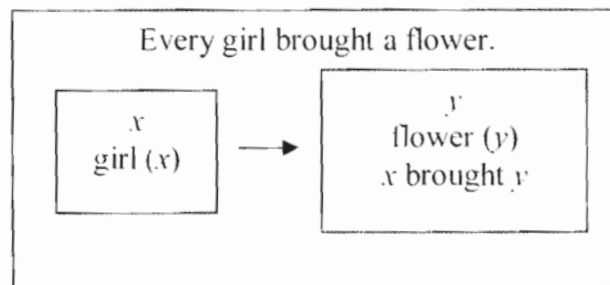 Every girl brought a flower.
x
girl (x)
y
flower (y)
x brought y